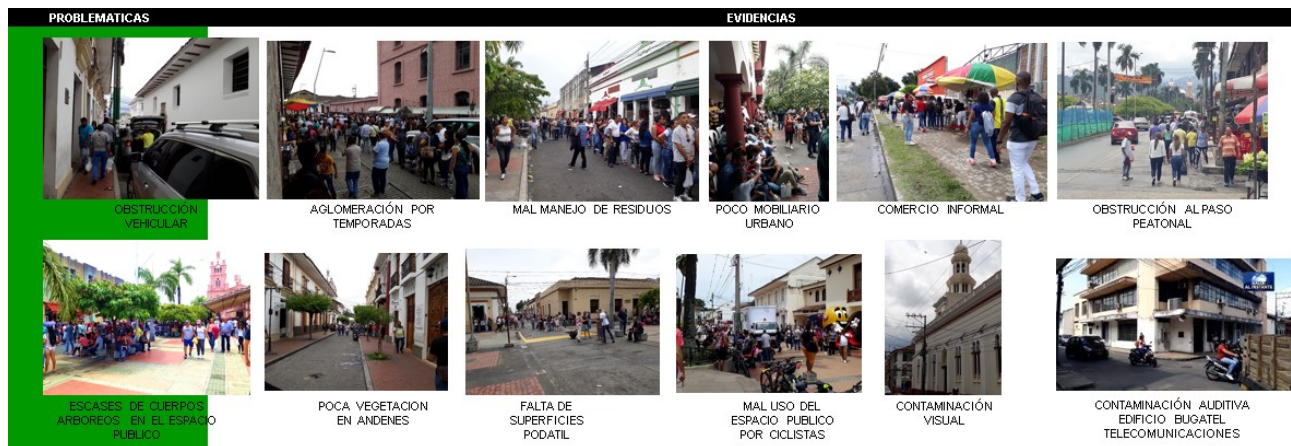 PROBLEMATICAS
EVIDENCIAS
OBSTRUCCIÓN
VEHICULAR
AGLOMERACIÓN POR
TEMPORADAS
MAL MANEJO DE RESIDUOS
POCO MOBILIARIO
URBANO
COMERCIO INFORMAL
OBSTRUCCIÓN AL PASO
PEATONAL
ESCASES DE CUERPOS
ARBOREOS EN EL ESPACIO
PUBLICO
POCA VEGETACION
EN ANDENES
FALTA DE
SUPERFICIES
PODATIL
MAL USO DEL
ESPACIO PUBLICO
POR CICLISTAS
CONTAMINACIÓN
VISUAL
AL INSTANTE
CONTAMINACIÓN AUDITIVA
EDIFICIO BUGATEL
TELECOMUNICACIONES